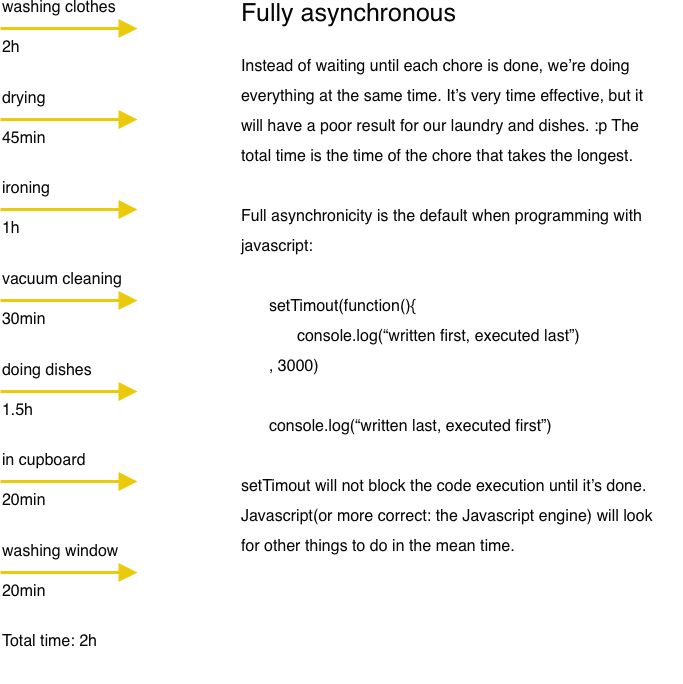 washing clothes
2h
drying
45min
ironing
1h
vacuum cleaning
30min
doing dishes
1.5h
in cupboard
20min
washing window
20min
Total time: 2h
Fully asynchronous
Instead of waiting until each chore is done, we’re doing
everything at the same time. It’s very time effective, but it
will have a poor result for our laundry and dishes. :p The
total time is the time of the chore that takes the longest.
Full asynchronicity is the default when programming with
javascript:
setTimout(function(){
console.log(“written first, executed last”)
, 3000)
console.log(“written last, executed first”)
setTimout will not block the code execution until it’s done.
Javascript(or more correct: the Javascript engine) will look
for other things to do in the mean time.